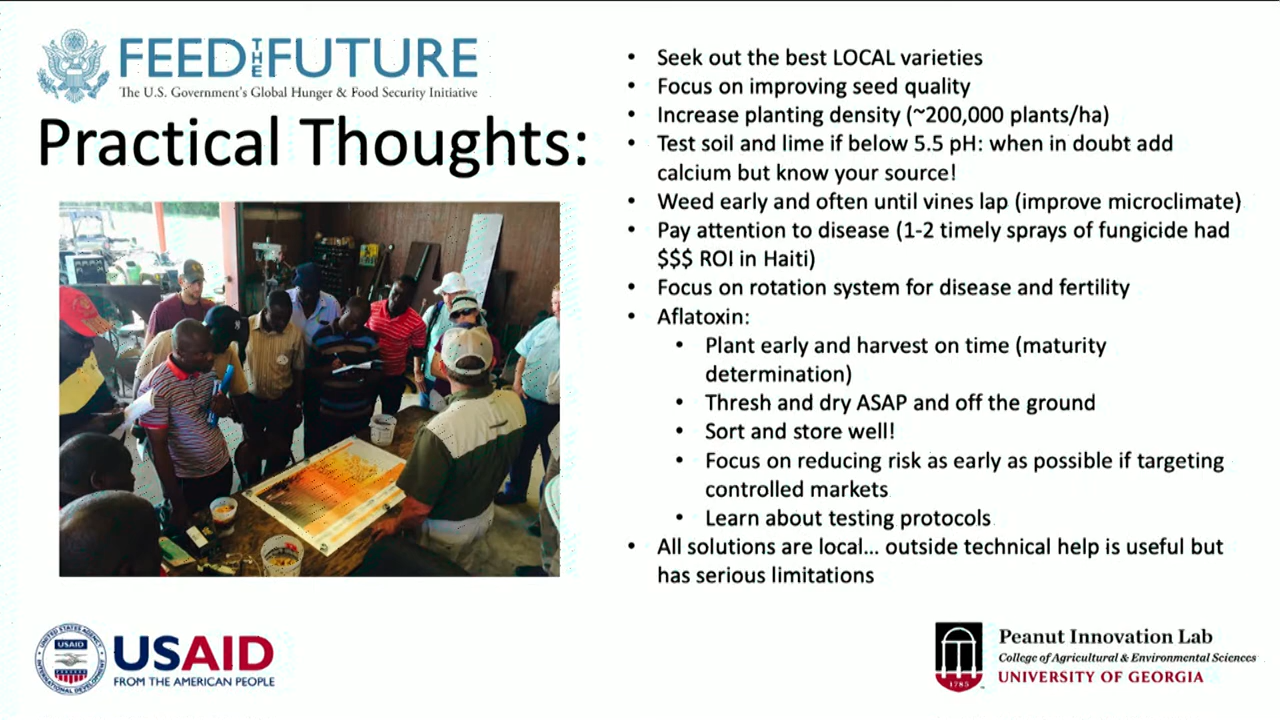 FEED THE FUTURE
The U.S. Government's Global Hunger & Food Security Initiative
Practical Thoughts:
• Seek out the best LOCAL varieties
• Focus on improving seed quality
• Increase planting density (~200,000 plants/ha)
• Test soil and lime if below 5.5 pH: when in doubt add
calcium but know your source!
• Weed early and often until vines lap (improve microclimate)
• Pay attention to disease (1-2 timely sprays of fungicide had
$$$ ROI in Haiti)
• Focus on rotation system for disease and fertility
• Aflatoxin:
• Plant early and harvest on time (maturity
determination)
• Thresh and dry ASAP and off the ground
• Sort and store well!
• Focus on reducing risk as early as possible if targeting
controlled markets
• Learn about testing protocols
• All solutions are local... outside technical help is useful but
has serious limitations
UNITED STATES AGENCY
USAID
INTERNATIONAL DEVELOPMENT
USAID
FROM THE AMERICAN PEOPLE
1785
Peanut Innovation Lab
College of Agricultural & Environmental Sciences
UNIVERSITY OF GEORGIA